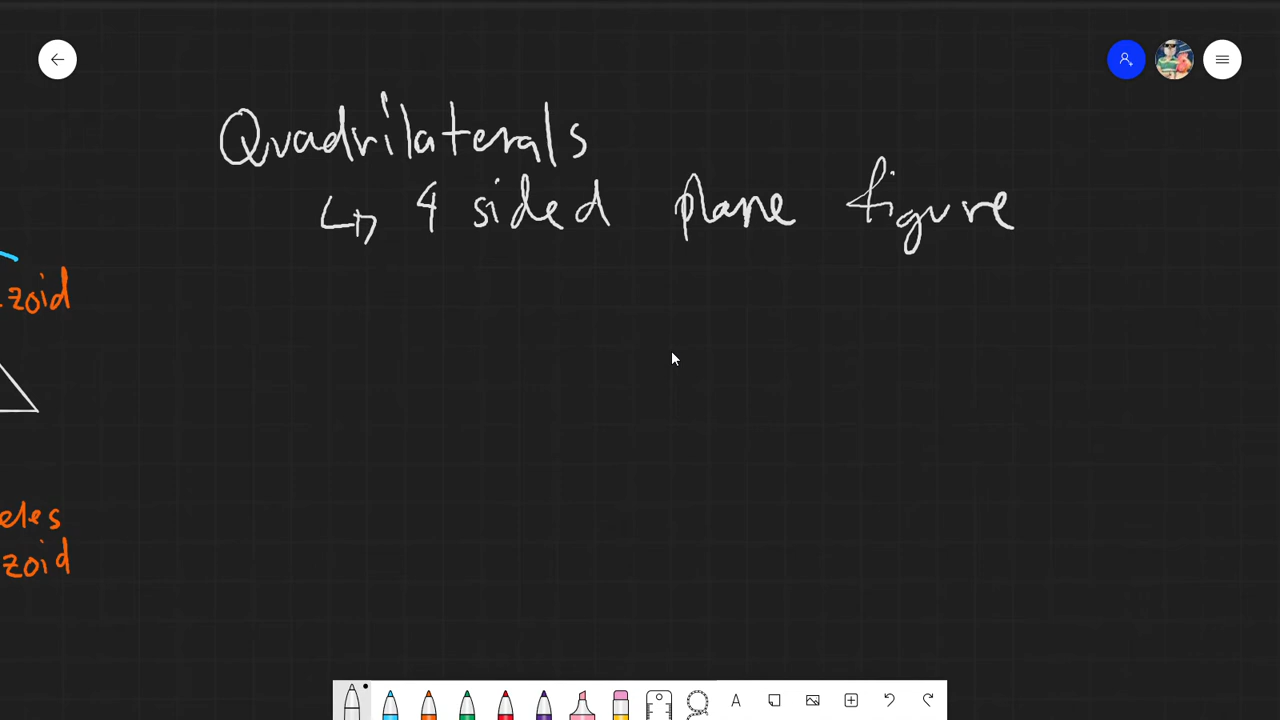 Quadrilaterals
↳ 4 sided plane figure
zoid
eles
zoid
A